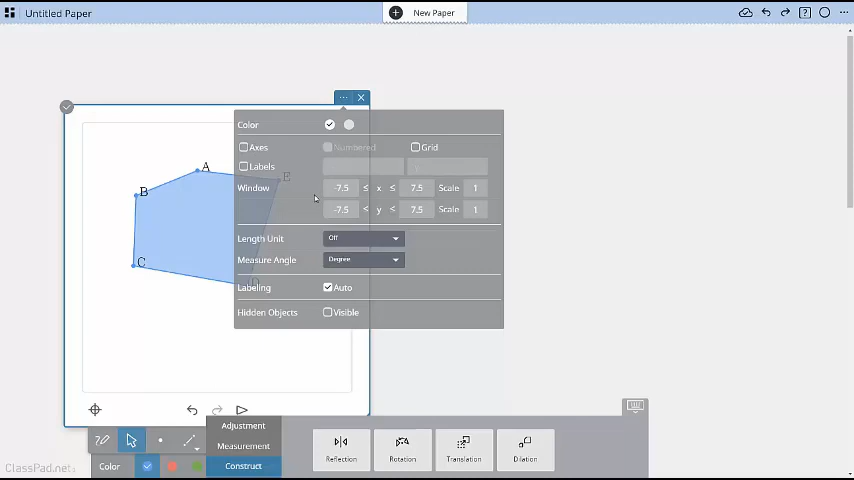 Untitled Paper
New Paper
?
Color
Axes
Numbered
Grid
Labels
y
Window
-7.5 ≤ x ≤ 7.5 Scale 1
-7.5 ≤ y ≤ 7.5 Scale 1
Length Unit
Off
Measure Angle
Degree
Labeling
Auto
Hidden Objects
Visible
A
B
C
D
E
Adjustment
Measurement
Construct
Reflection
Rotation
Translation
Dilation
Color
ClassPad.net